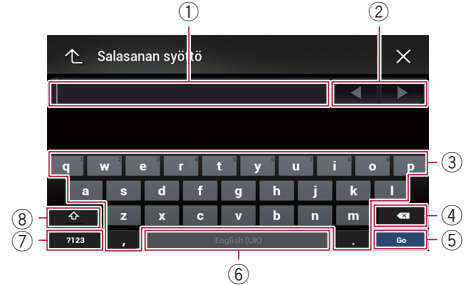 ① ②
Salasanan syöttö
q w e r t y u i o p ③
a s d f g h j k l
⑧ z x c v b n m ④
⑦ ?123 , English (UK) . Go ⑤
⑥